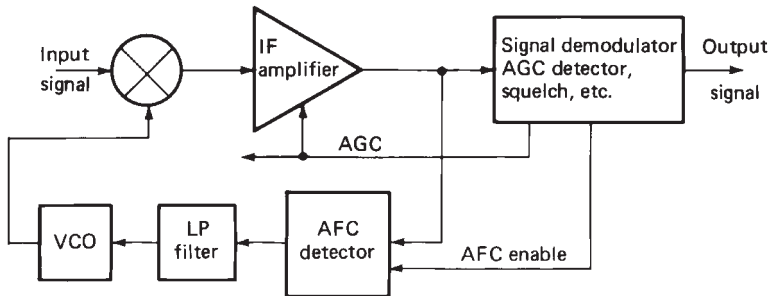 Input
signal
IF
amplifier
Signal demodulator
AGC detector,
squelch, etc.
Output
signal
AGC
VCO
LP
filter
AFC
detector
AFC enable